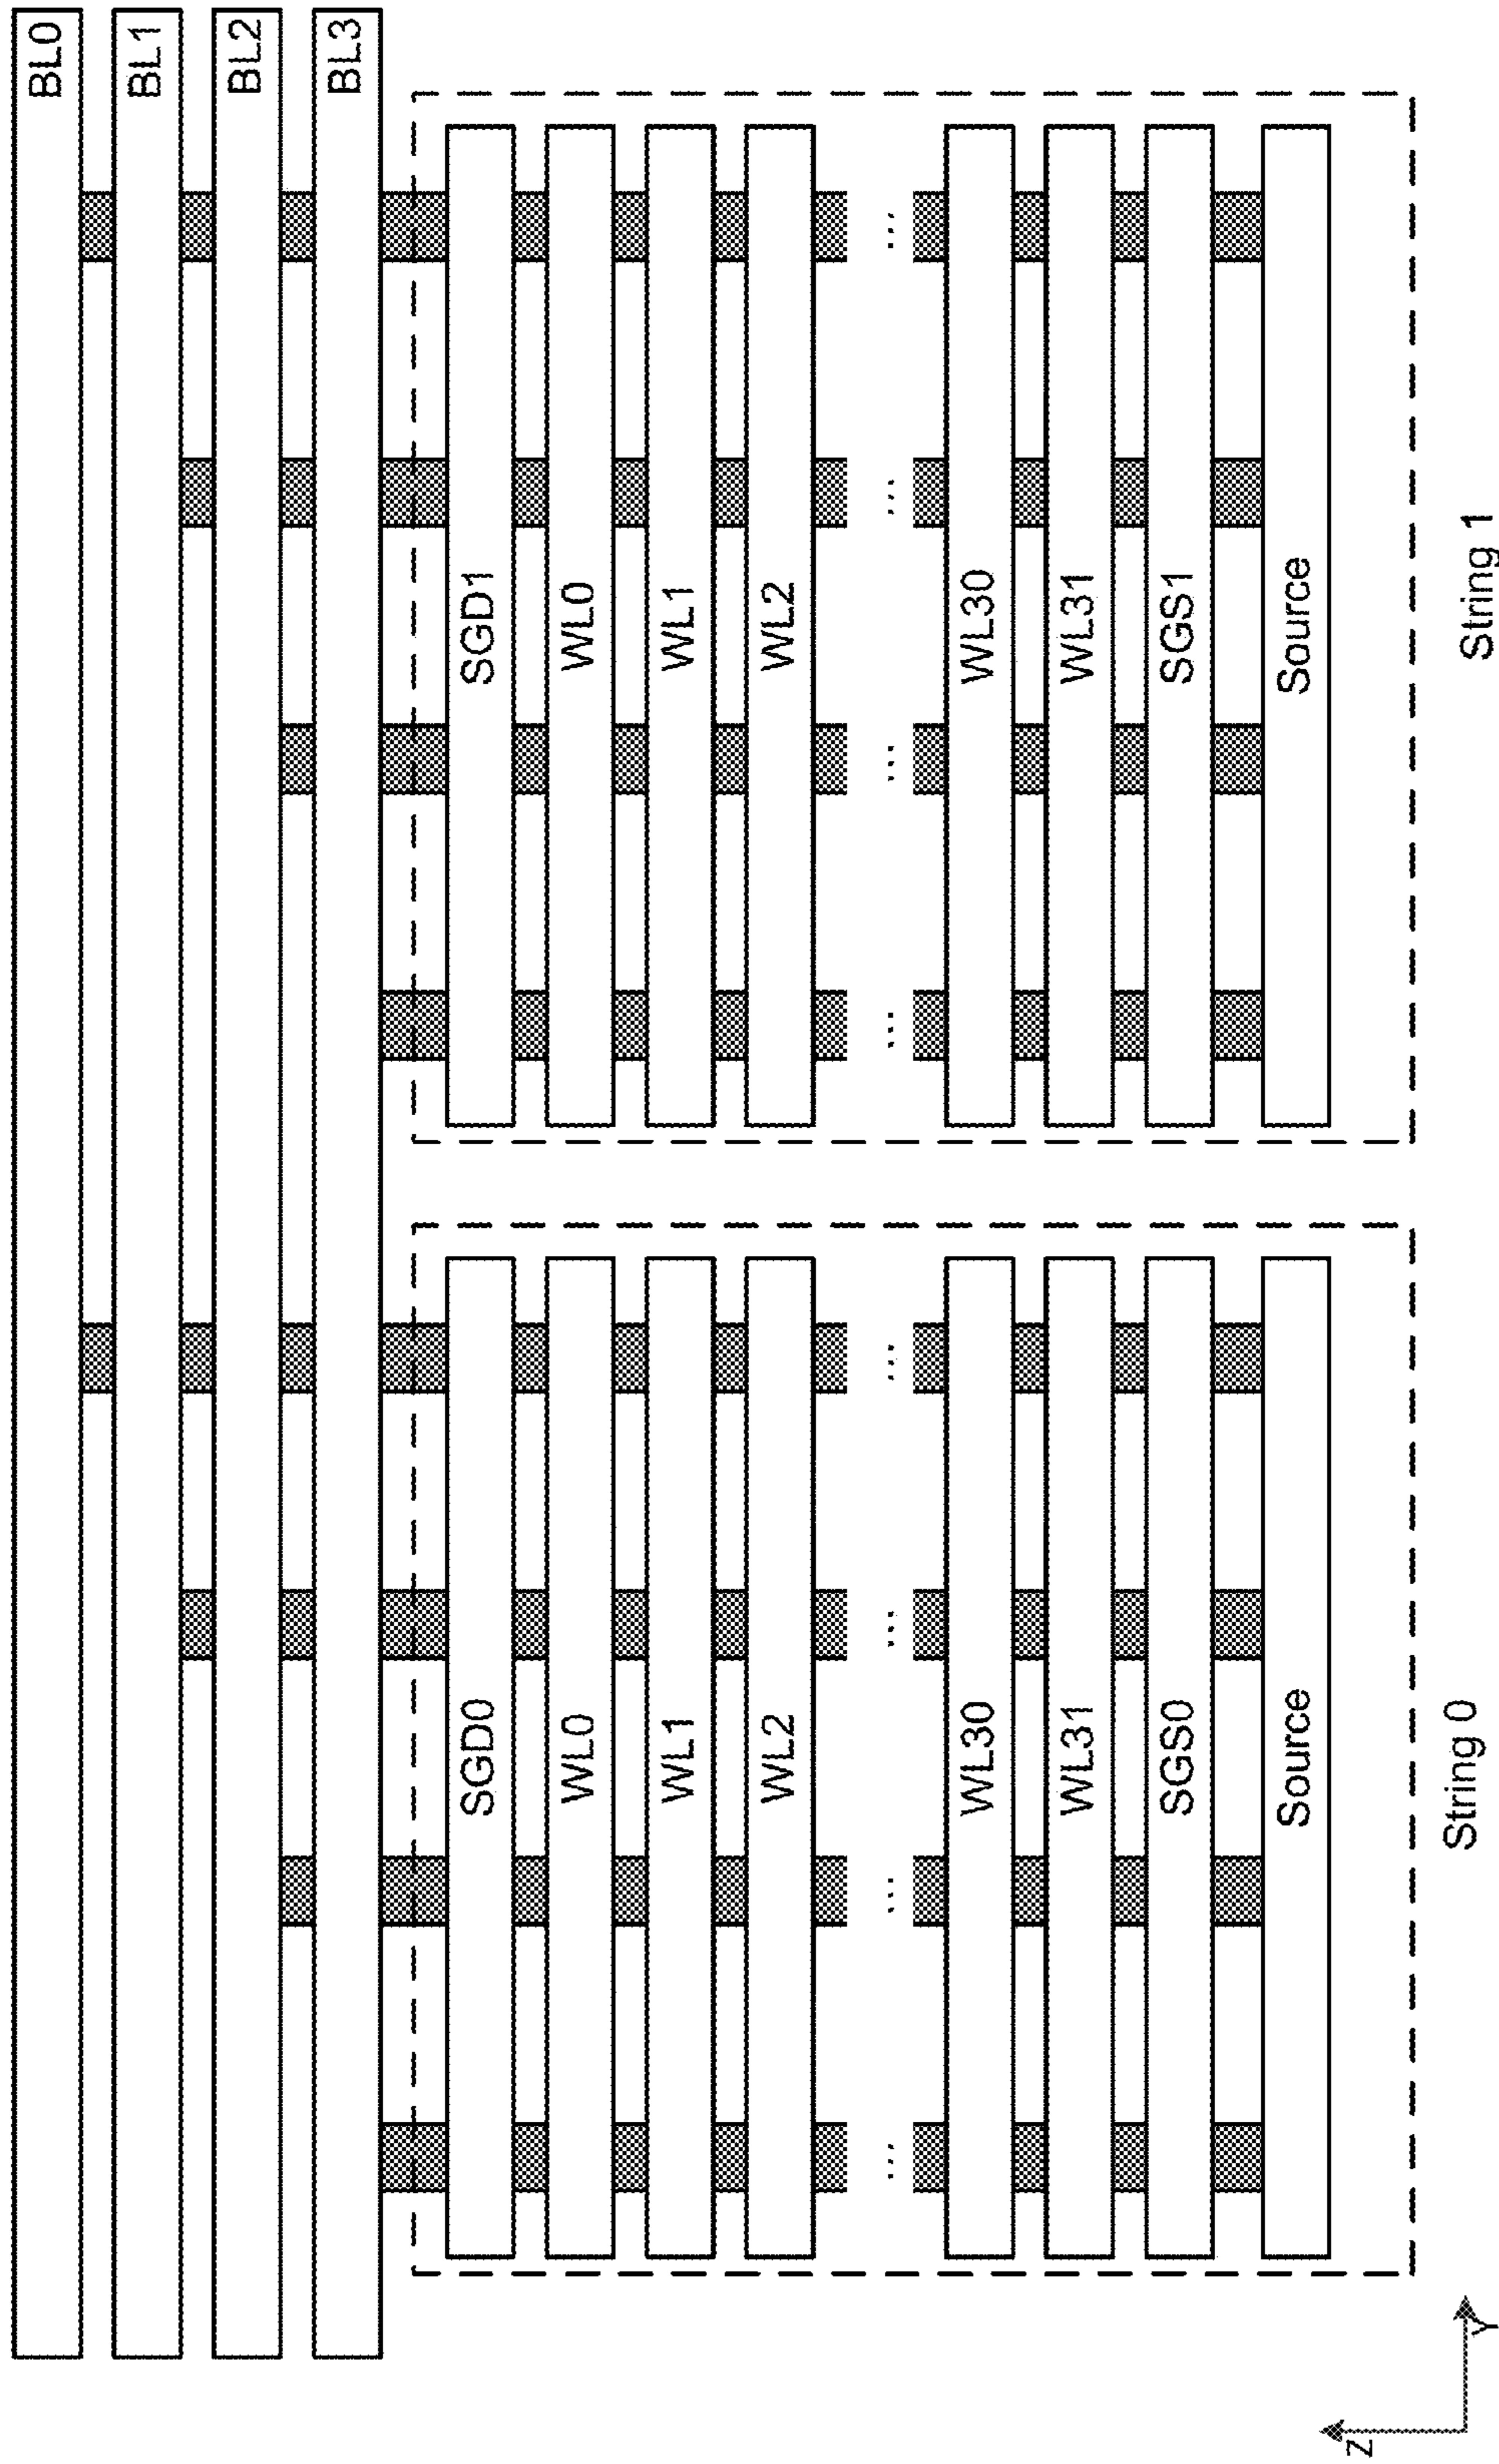 BL0
BL1
BL2
BL3
SGD0
WL0
WL1
WL2
...
...
...
...
WL30
WL31
SGS0
Source
String 0
SGD1
WL0
WL1
WL2
...
...
...
...
WL30
WL31
SGS1
Source
String 1
Z
Y